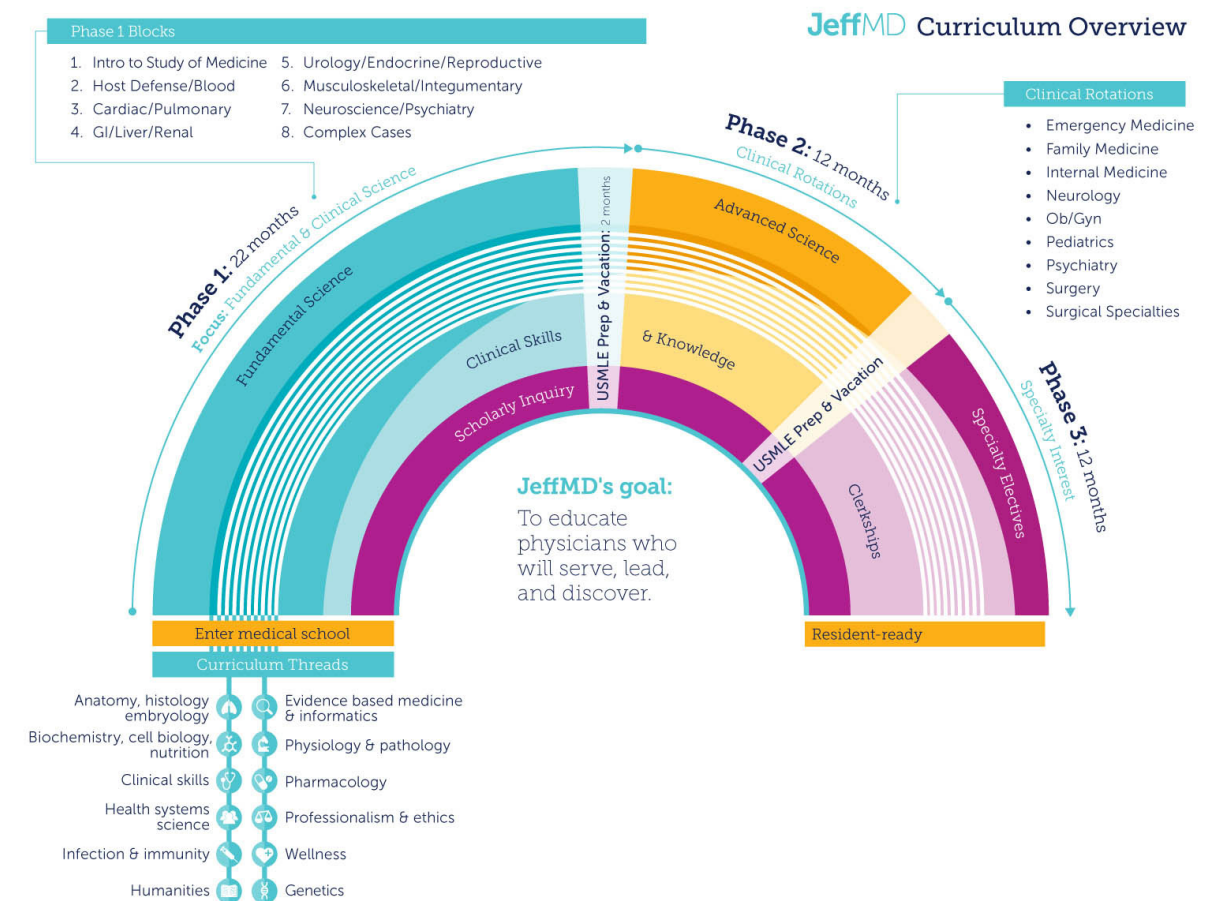 JeffMD Curriculum Overview
Phase 1 Blocks
1. Intro to Study of Medicine
2. Host Defense/Blood
3. Cardiac/Pulmonary
4. GI/Liver/Renal
5. Urology/Endocrine/Reproductive
6. Musculoskeletal/Integumentary
7. Neuroscience/Psychiatry
8. Complex Cases
Clinical Rotations
• Emergency Medicine
• Family Medicine
• Internal Medicine
• Neurology
• Ob/Gyn
• Pediatrics
• Psychiatry
• Surgery
• Surgical Specialties
Phase 1: 22 months
Focus: Fundamental & Clinical Science
Phase 2: 12 months
Clinical Rotations
Phase 3: 12 months
Specialty Interest
Fundamental Science
Clinical Skills
Scholarly Inquiry
USMLE Prep & Vacation: 2 months
Advanced Science
& Knowledge
USMLE Prep & Vacation
Specialty Electives
Clerkships
JeffMD's goal:
To educate
physicians who
will serve, lead,
and discover.
Enter medical school
Resident-ready
Curriculum Threads
Anatomy, histology
embryology
Biochemistry, cell biology,
nutrition
Clinical skills
Health systems
science
Infection & immunity
Humanities
Evidence based medicine
& informatics
Physiology & pathology
Pharmacology
Professionalism & ethics
Wellness
Genetics